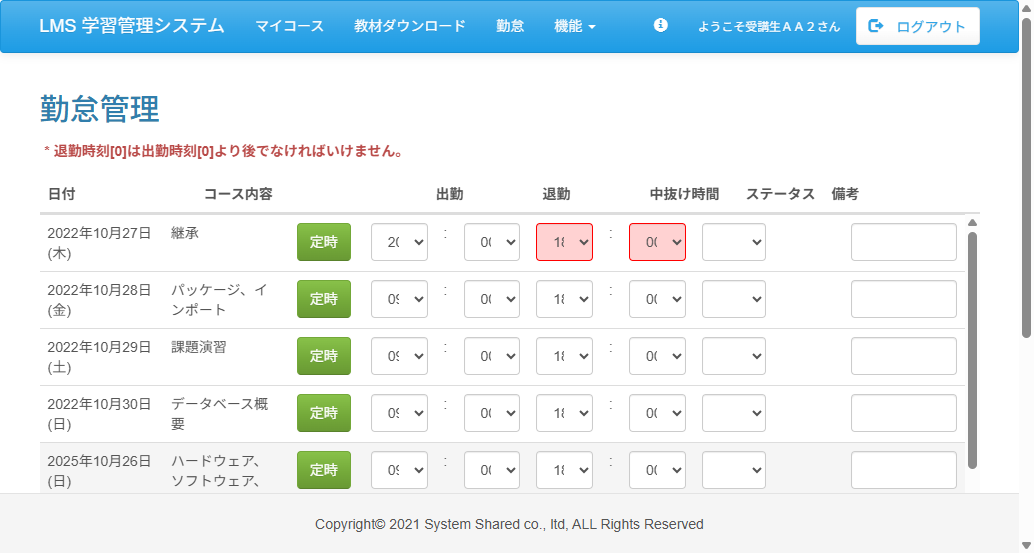 LMS 学習管理システム マイコース 教材ダウンロード 勤怠 機能 ようこそ受講生ＡＡ２さん ログアウト
勤怠管理
* 退勤時刻[0]は出勤時刻[0]より後でなければいけません。
日付 コース内容 出勤 退勤 中抜け時間 ステータス 備考
2022年10月27日 継承 定時 20 : 00 18 : 00
(木)
2022年10月28日 パッケージ、イ 定時 09 : 00 18 : 00
(金) ンポート
2022年10月29日 課題演習 定時 09 : 00 18 : 00
(土)
2022年10月30日 データベース概 定時 09 : 00 18 : 00
(日) 要
2025年10月26日 ハードウェア、 定時 09 : 00 18 : 00
(日) ソフトウェア、
Copyright© 2021 System Shared co., ltd, ALL Rights Reserved